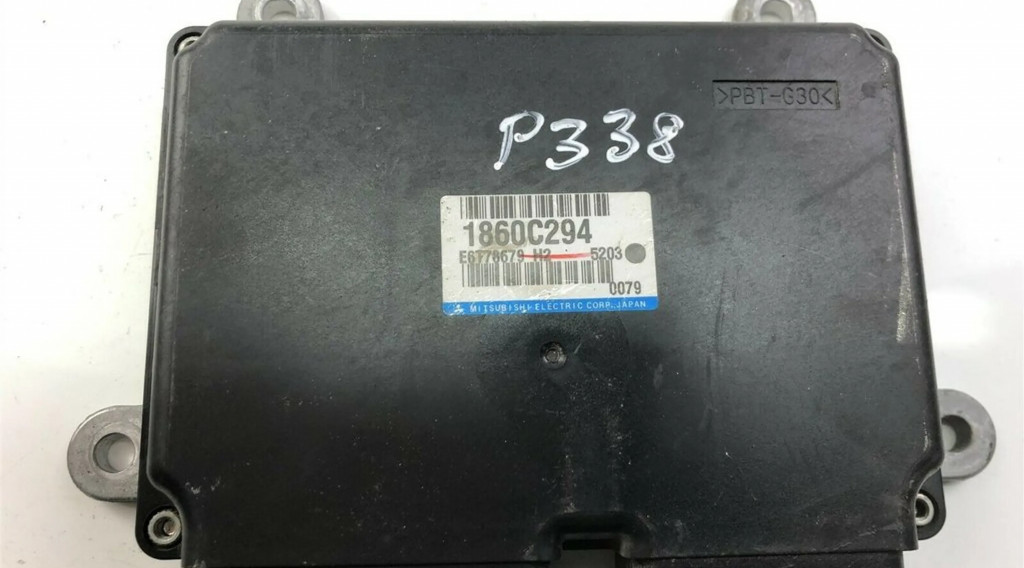 >PBT-G30<
P338
1860C294
E6T78679 H2 5203
0079
MITSUBISHI ELECTRIC CORP. JAPAN